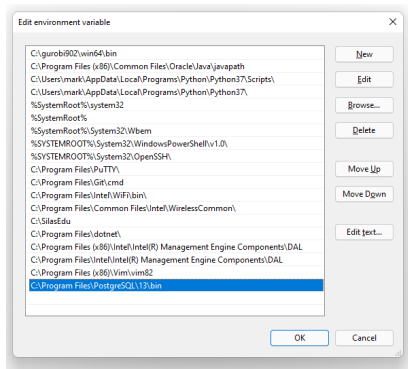 Edit environment variable
C:\gurobi902\win64\bin
C:\Program Files (x86)\Common Files\Oracle\Java\javapath
C:\Users\mark\AppData\Local\Programs\Python\Python37\Scripts\
C:\Users\mark\AppData\Local\Programs\Python\Python37\
%SystemRoot%\system32
%SystemRoot%
%SystemRoot%\System32\Wbem
%SYSTEMROOT%\System32\WindowsPowerShell\v1.0\
%SYSTEMROOT%\System32\OpenSSH\
C:\Program Files\PuTTY\
C:\Program Files\Git\cmd
C:\Program Files\Intel\WiFi\bin\
C:\Program Files\Common Files\Intel\WirelessCommon\
C:\SilasEdu
C:\Program Files\dotnet\
C:\Program Files (x86)\Intel\Intel(R) Management Engine Components\DAL
C:\Program Files\Intel\Intel(R) Management Engine Components\DAL
C:\Program Files (x86)\Vim\vim82
C:\Program Files\PostgreSQL\13\bin
New
Edit
Browse...
Delete
Move Up
Move Down
Edit text...
OK
Cancel